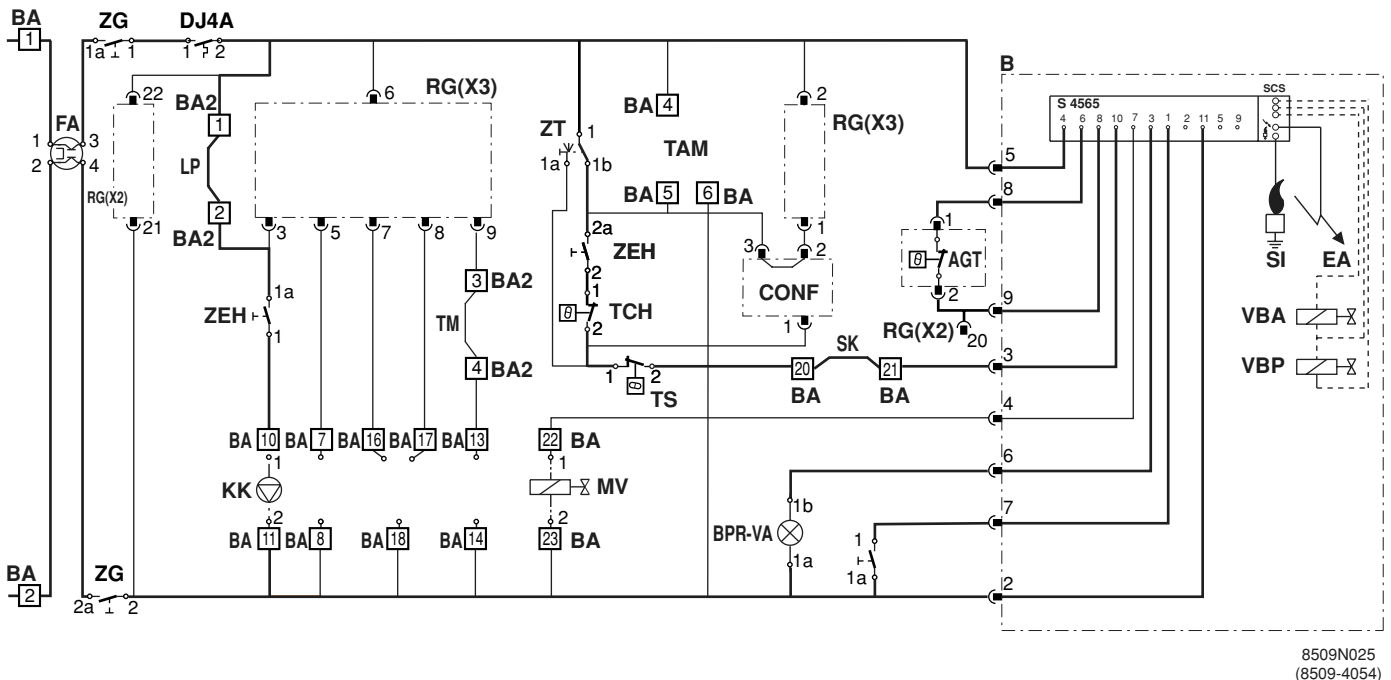 BA ZG DJ4A
1 1a 1 1 2
B
22 6 RG(X3) BA 4 2 SCS
S 4565
4 6 8 10 7 3 1 2 11 5 9
BA2 1 ZT 1 RG(X3)
FA 1 3 2 4
LP 1a 1b TAM 5
RG(X2) BA 5 6 BA 8
2 BA2 21 3 5 7 8 9 2a 1 1
ZEH 3 2 AGT SI EA
3 BA2 2 1 CONF 2
1a ZEH 1 TM TCH 2 1 RG(X2) 20 9 VBA
4 BA2 1 2 TS 20 BA SK 21 BA 3 VBP
4
BA 10 BA 7 BA 16 BA 17 BA 13 22 BA
1 1 6
KK MV 1b 7
2 2 BPR-VA 1
BA 11 BA 8 BA 18 BA 14 23 BA 1a 1a
BA ZG
2 2a 2 2
8509N025
(8509-4054)